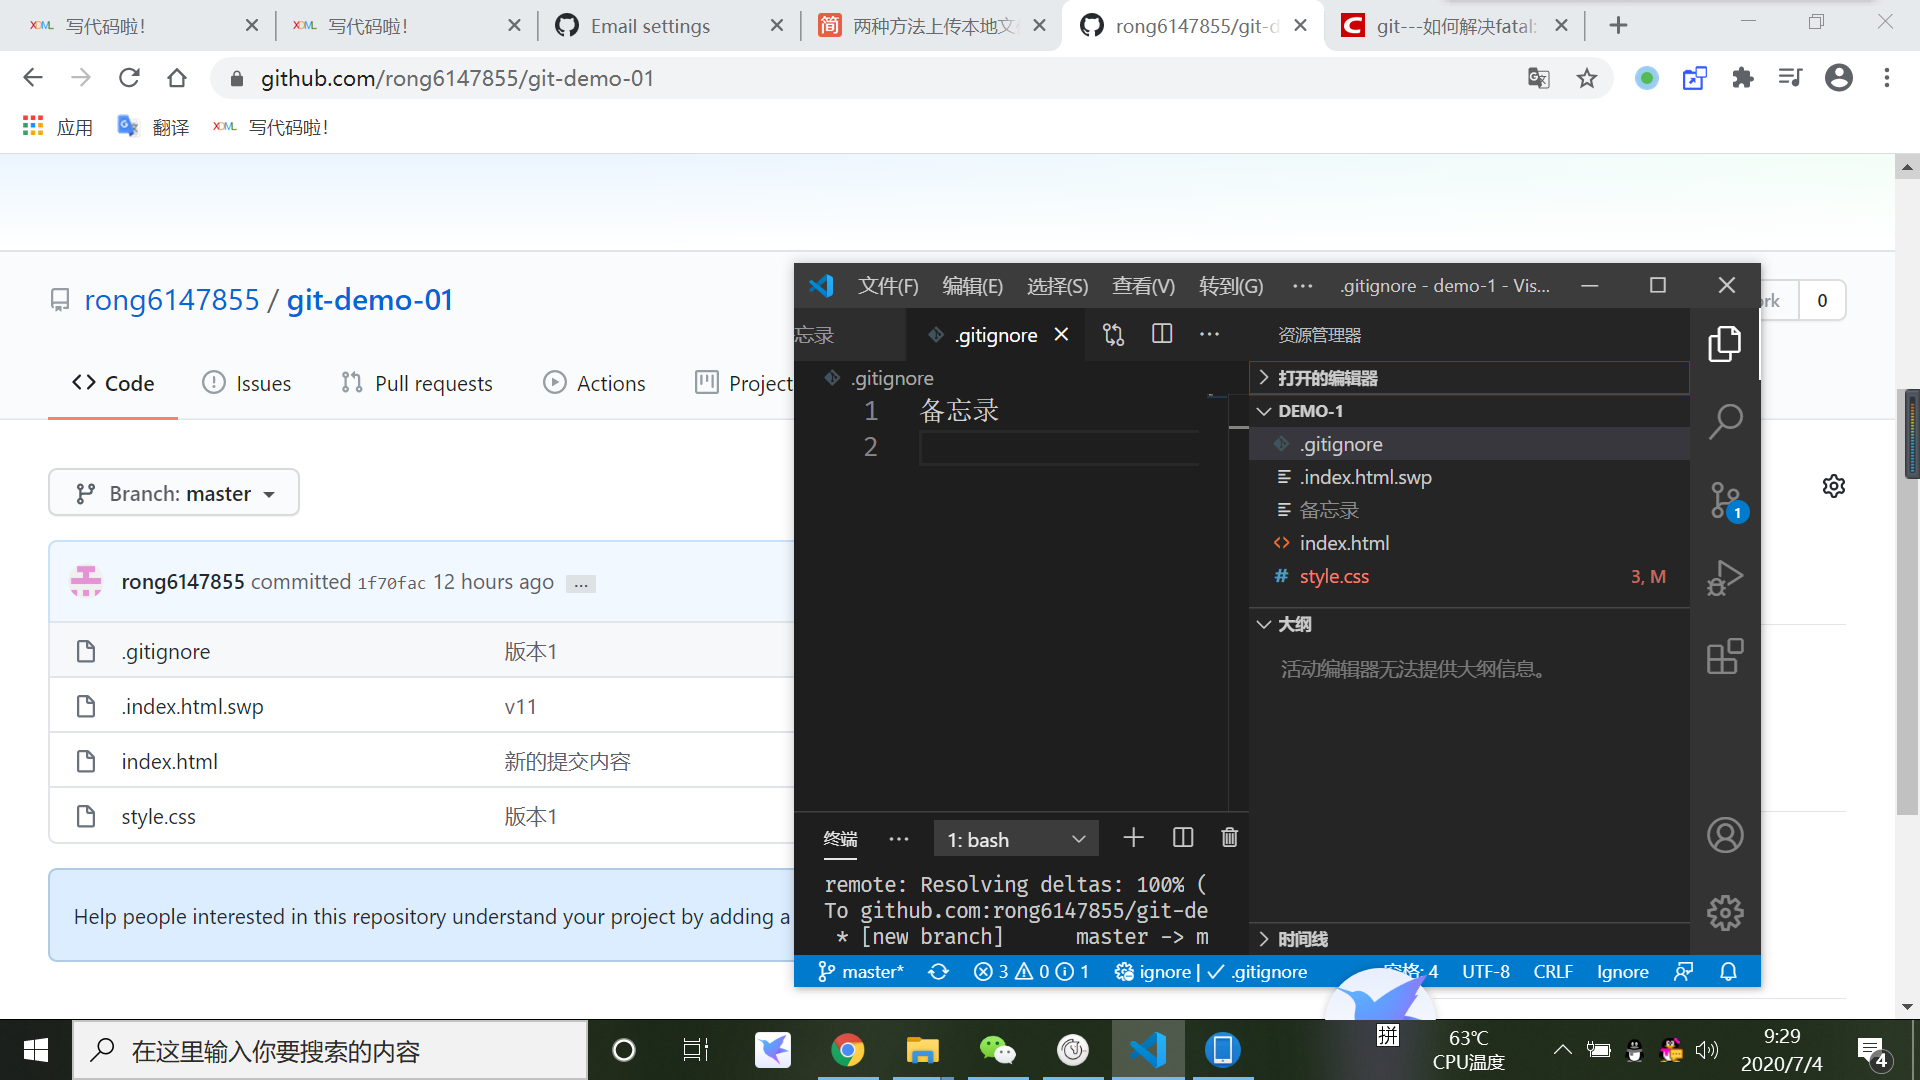 XOML 写代码啦!
XOML 写代码啦!
Email settings
简 两种方法上传本地文
rong6147855/git-d
C git---如何解决fatal:
github.com/rong6147855/git-demo-01
应用
翻译
XOML 写代码啦!
rong6147855 / git-demo-01
rk 0
Code
Issues
Pull requests
Actions
Project
Branch: master
rong6147855 committed 1f70fac 12 hours ago ...
.gitignore 版本1
.index.html.swp v11
index.html 新的提交内容
style.css 版本1
Help people interested in this repository understand your project by adding a
文件(F) 编辑(E) 选择(S) 查看(V) 转到(G) ··· .gitignore - demo-1 - Vis...
忘录
.gitignore
资源管理器
.gitignore
1 备忘录
2
打开的编辑器
DEMO-1
.gitignore
.index.html.swp
备忘录
index.html
style.css 3, M
大纲
活动编辑器无法提供大纲信息。
时间线
1
终端 ··· 1: bash
remote: Resolving deltas: 100% (
To github.com:rong6147855/git-de
* [new branch] master -> m
master* 3 0 1 ignore | ✓ .gitignore 空格: 4 UTF-8 CRLF Ignore
在这里输入你要搜索的内容
拼
63℃
CPU温度
9:29
2020/7/4
4